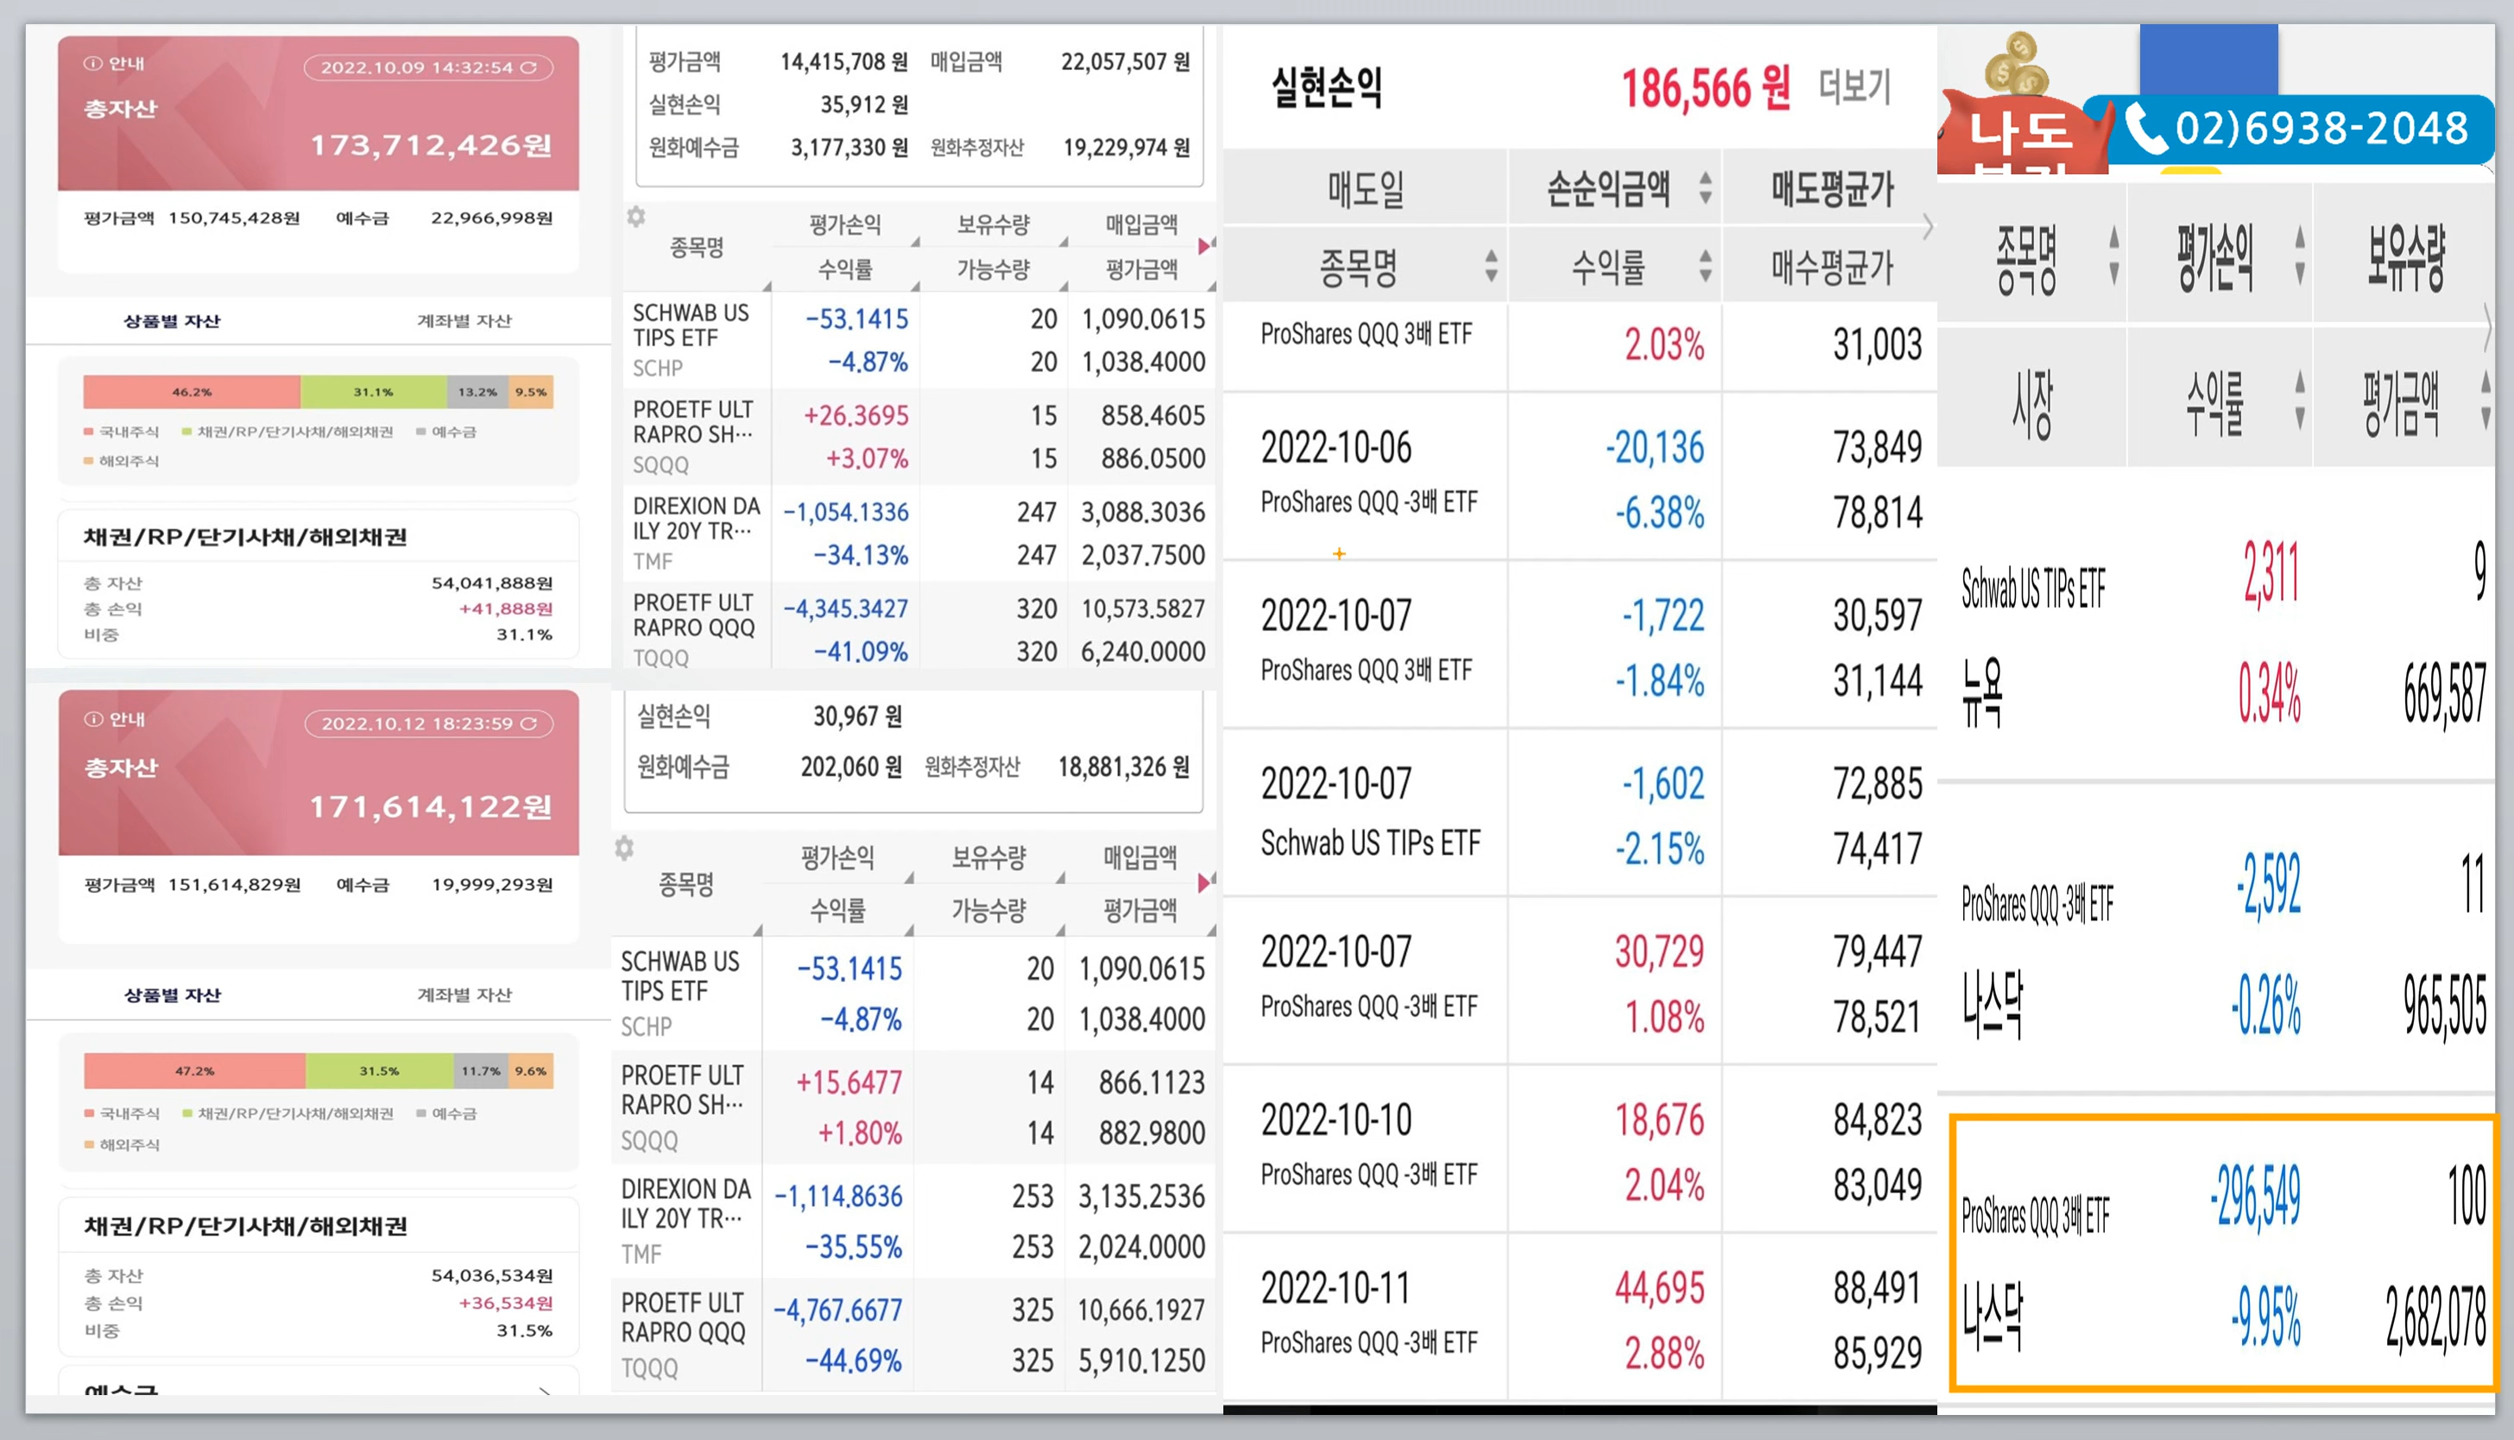 안내
2022.10.09 14:32:54
총자산
173,712,426원
평가금액 150,745,428원 예수금 22,966,998원
상품별 자산 계좌별 자산
46.2% 31.1% 13.2% 9.5%
국내주식 채권/RP/단기사채/해외채권 예수금
해외주식
채권/RP/단기사채/해외채권
총 자산 54,041,888원
총 손익 +41,888원
비중 31.1%
안내
2022.10.12 18:23:59
총자산
171,614,122원
평가금액 151,614,829원 예수금 19,999,293원
상품별 자산 계좌별 자산
47.2% 31.5% 11.7% 9.6%
국내주식 채권/RP/단기사채/해외채권 예수금
해외주식
채권/RP/단기사채/해외채권
총 자산 54,036,534원
총 손익 +36,534원
비중 31.5%
예수금
평가금액 14,415,708 원 매입금액 22,057,507 원
실현손익 35,912 원
원화예수금 3,177,330 원 원화추정자산 19,229,974 원
종목명
평가손익 보유수량 매입금액
수익률 가능수량 평가금액
SCHWAB US −53.1415 20 1,090.0615
TIPS ETF
SCHP −4.87% 20 1,038.4000
PROETF ULT +26.3695 15 858.4605
RAPRO SH···
SQQQ +3.07% 15 886.0500
DIREXION DA −1,054.1336 247 3,088.3036
ILY 20Y TR···
TMF −34.13% 247 2,037.7500
PROETF ULT −4,345.3427 320 10,573.5827
RAPRO QQQ
TQQQ −41.09% 320 6,240.0000
실현손익 30,967 원
원화예수금 202,060 원 원화추정자산 18,881,326 원
종목명
평가손익 보유수량 매입금액
수익률 가능수량 평가금액
SCHWAB US −53.1415 20 1,090.0615
TIPS ETF
SCHP −4.87% 20 1,038.4000
PROETF ULT +15.6477 14 866.1123
RAPRO SH···
SQQQ +1.80% 14 882.9800
DIREXION DA −1,114.8636 253 3,135.2536
ILY 20Y TR···
TMF −35.55% 253 2,024.0000
PROETF ULT −4,767.6677 325 10,666.1927
RAPRO QQQ
TQQQ −44.69% 325 5,910.1250
실현손익 186,566 원 더보기
매도일 손순익금액 매도평균가
종목명 수익률 매수평균가
ProShares QQQ 3배 ETF 2.03% 31,003
2022-10-06 -20,136 73,849
ProShares QQQ -3배 ETF -6.38% 78,814
2022-10-07 -1,722 30,597
ProShares QQQ 3배 ETF -1.84% 31,144
2022-10-07 -1,602 72,885
Schwab US TIPs ETF -2.15% 74,417
2022-10-07 30,729 79,447
ProShares QQQ -3배 ETF 1.08% 78,521
2022-10-10 18,676 84,823
ProShares QQQ -3배 ETF 2.04% 83,049
2022-10-11 44,695 88,491
ProShares QQQ -3배 ETF 2.88% 85,929
나도
02)6938-2048
종목명 평가손익 보유수량
시장 수익률 평가금액
Schwab US TIPs ETF 2,311 9
뉴욕 0.34% 669,587
ProShares QQQ -3배 ETF -2,592 11
나스닥 -0.26% 965,505
ProShares QQQ 3배 ETF -296,549 100
나스닥 -9.95% 2,682,078